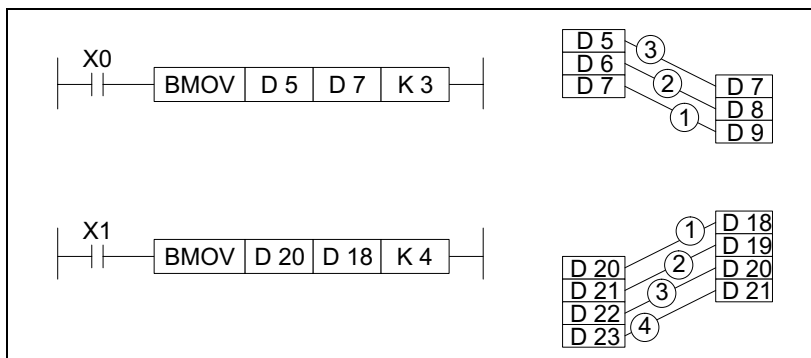 X0
BMOV D 5 D 7 K 3
D 5
D 6
D 7
3
2
1
D 7
D 8
D 9
X1
BMOV D 20 D 18 K 4
D 20
D 21
D 22
D 23
1
2
3
4
D 18
D 19
D 20
D 21